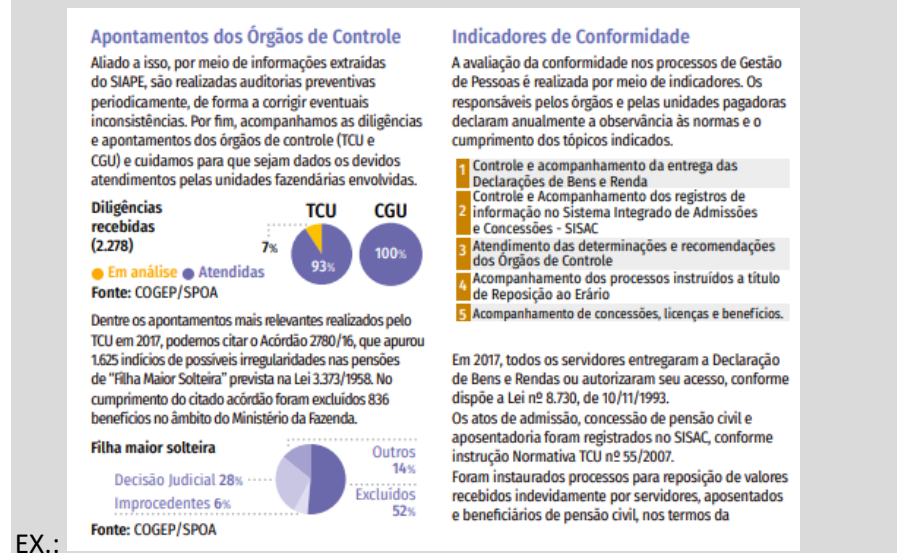 Apontamentos dos Órgãos de Controle
Aliado a isso, por meio de informações extraídas
do SIAPE, são realizadas auditorias preventivas
periodicamente, de forma a corrigir eventuais
inconsistências. Por fim, acompanhamos as diligências
e apontamentos dos órgãos de controle (TCU e
CGU) e cuidamos para que sejam dados os devidos
atendimentos pelas unidades fazendárias envolvidas.
Diligências
recebidas
(2.278)
TCU
CGU
7%
93%
100%
Em análise
Atendidas
Fonte: COGEP/SPOA
Dentre os apontamentos mais relevantes realizados pelo
TCU em 2017, podemos citar o Acórdão 2780/16, que apurou
1.625 indícios de possíveis irregularidades nas pensões
de “Filha Maior Solteira” prevista na Lei 3.373/1958. No
cumprimento do citado acórdão foram excluídos 836
benefícios no âmbito do Ministério da Fazenda.
Filha maior solteira
Outros
14%
Decisão Judicial 28%
Improcedentes 6%
Excluídos
52%
Fonte: COGEP/SPOA
Indicadores de Conformidade
A avaliação da conformidade nos processos de Gestão
de Pessoas é realizada por meio de indicadores. Os
responsáveis pelos órgãos e pelas unidades pagadoras
declaram anualmente a observância às normas e o
cumprimento dos tópicos indicados.
1 Controle e acompanhamento da entrega das
Declarações de Bens e Renda
2 Controle e Acompanhamento dos registros de
informação no Sistema Integrado de Admissões
e Concessões - SISAC
3 Atendimento das determinações e recomendações
dos Órgãos de Controle
4 Acompanhamento dos processos instruídos a título
de Reposição ao Erário
5 Acompanhamento de concessões, licenças e benefícios.
Em 2017, todos os servidores entregaram a Declaração
de Bens e Rendas ou autorizaram seu acesso, conforme
dispõe a Lei nº 8.730, de 10/11/1993.
Os atos de admissão, concessão de pensão civil e
aposentadoria foram registrados no SISAC, conforme
instrução Normativa TCU nº 55/2007.
Foram instaurados processos para reposição de valores
recebidos indevidamente por servidores, aposentados
e beneficiários de pensão civil, nos termos da
EX.: